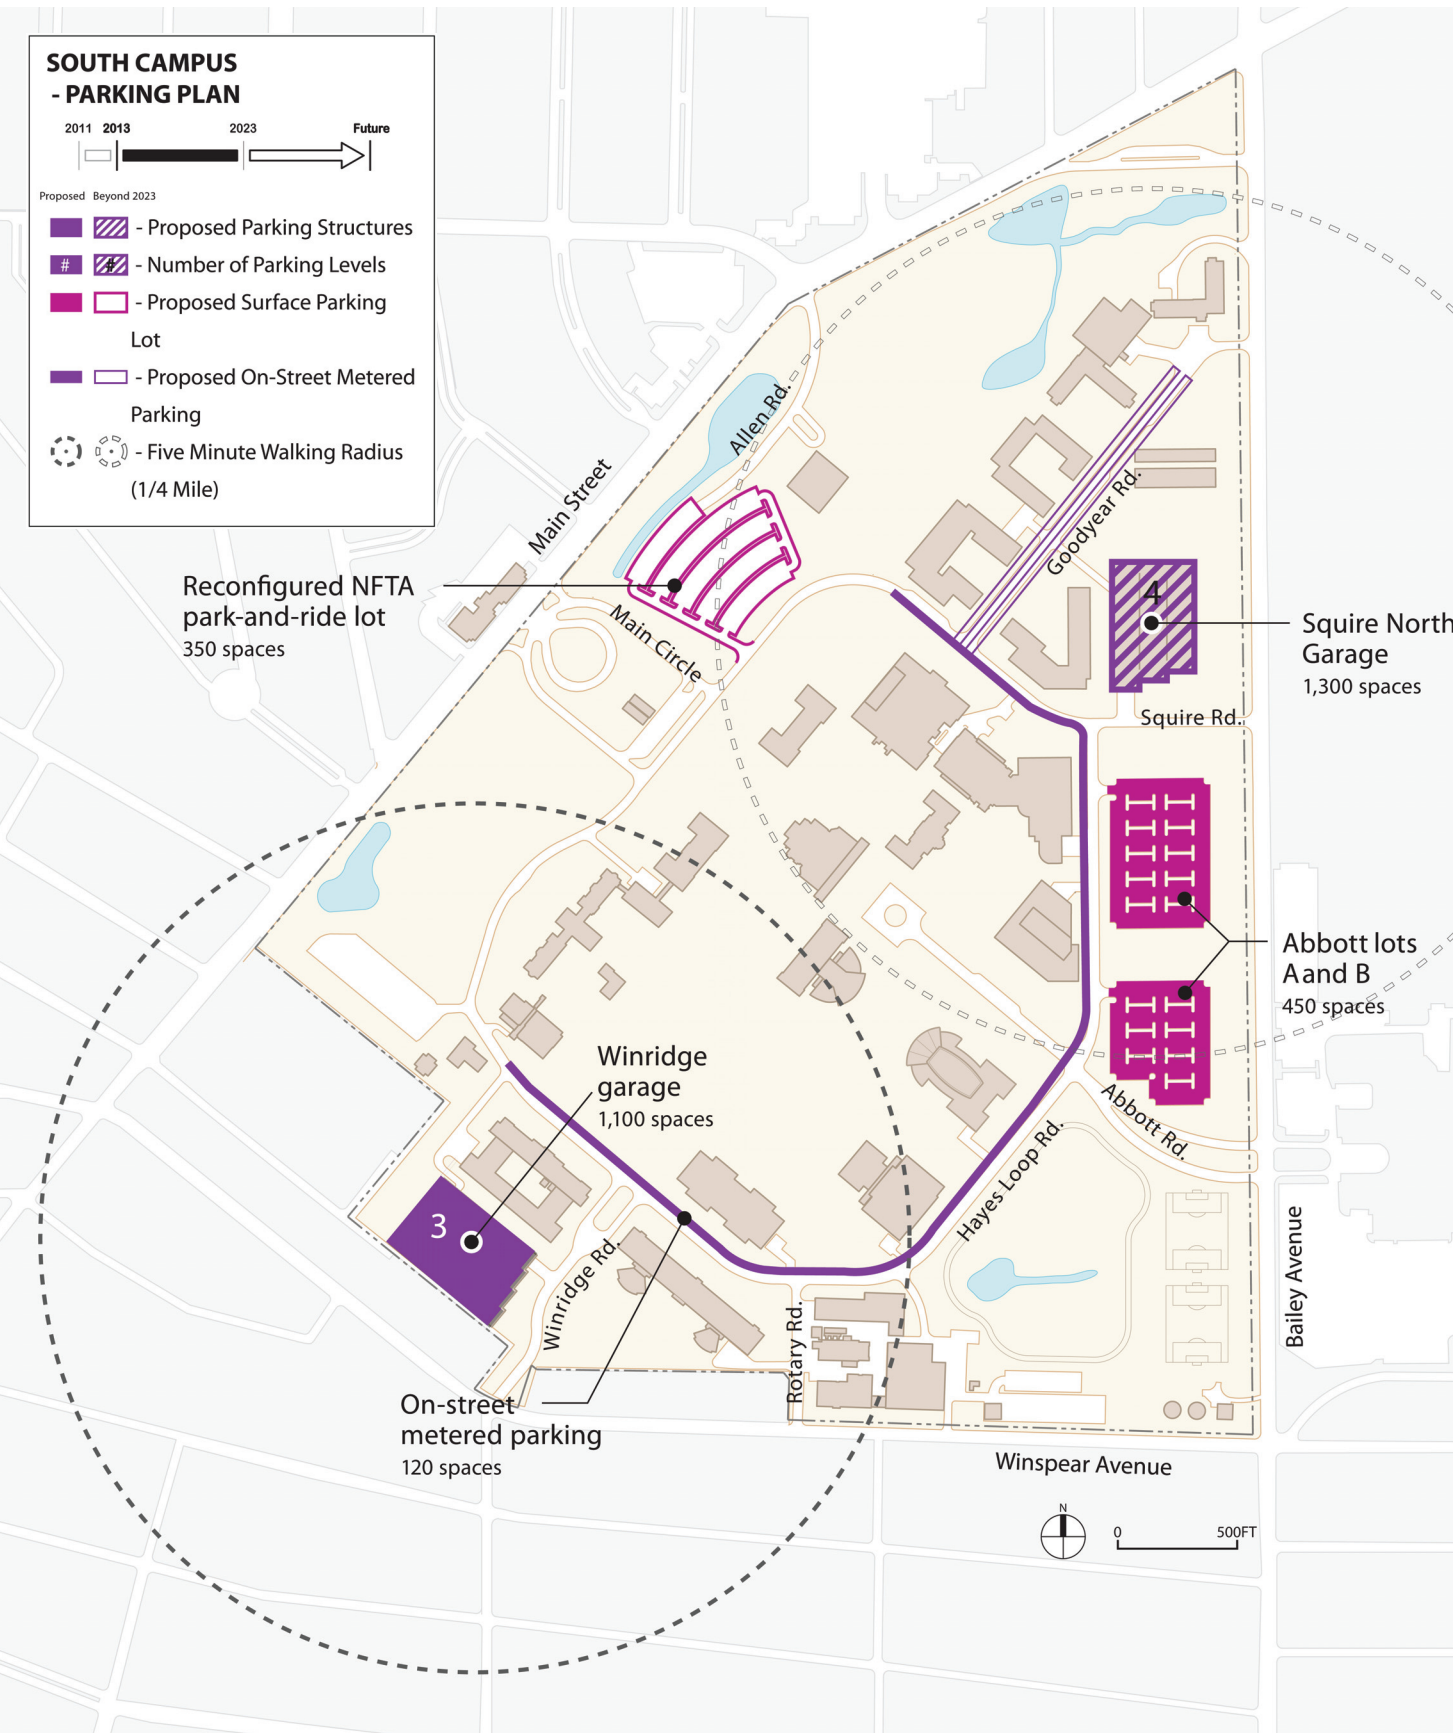 SOUTH CAMPUS
- PARKING PLAN
2011 2013 2023 Future
Proposed Beyond 2023
- Proposed Parking Structures
# # - Number of Parking Levels
- Proposed Surface Parking
Lot
- Proposed On-Street Metered
Parking
- Five Minute Walking Radius
(1/4 Mile)
Allen Rd.
Main Street
Goodyear Rd.
Reconfigured NFTA
park-and-ride lot
350 spaces
Main Circle
4
Squire North
Garage
1,300 spaces
Squire Rd.
Abbott lots
A and B
450 spaces
Winridge
garage
1,100 spaces
Abbott Rd.
Hayes Loop Rd.
3
Winridge Rd.
Rotary Rd.
Bailey Avenue
On-street
metered parking
120 spaces
Winspear Avenue
N
0 500FT